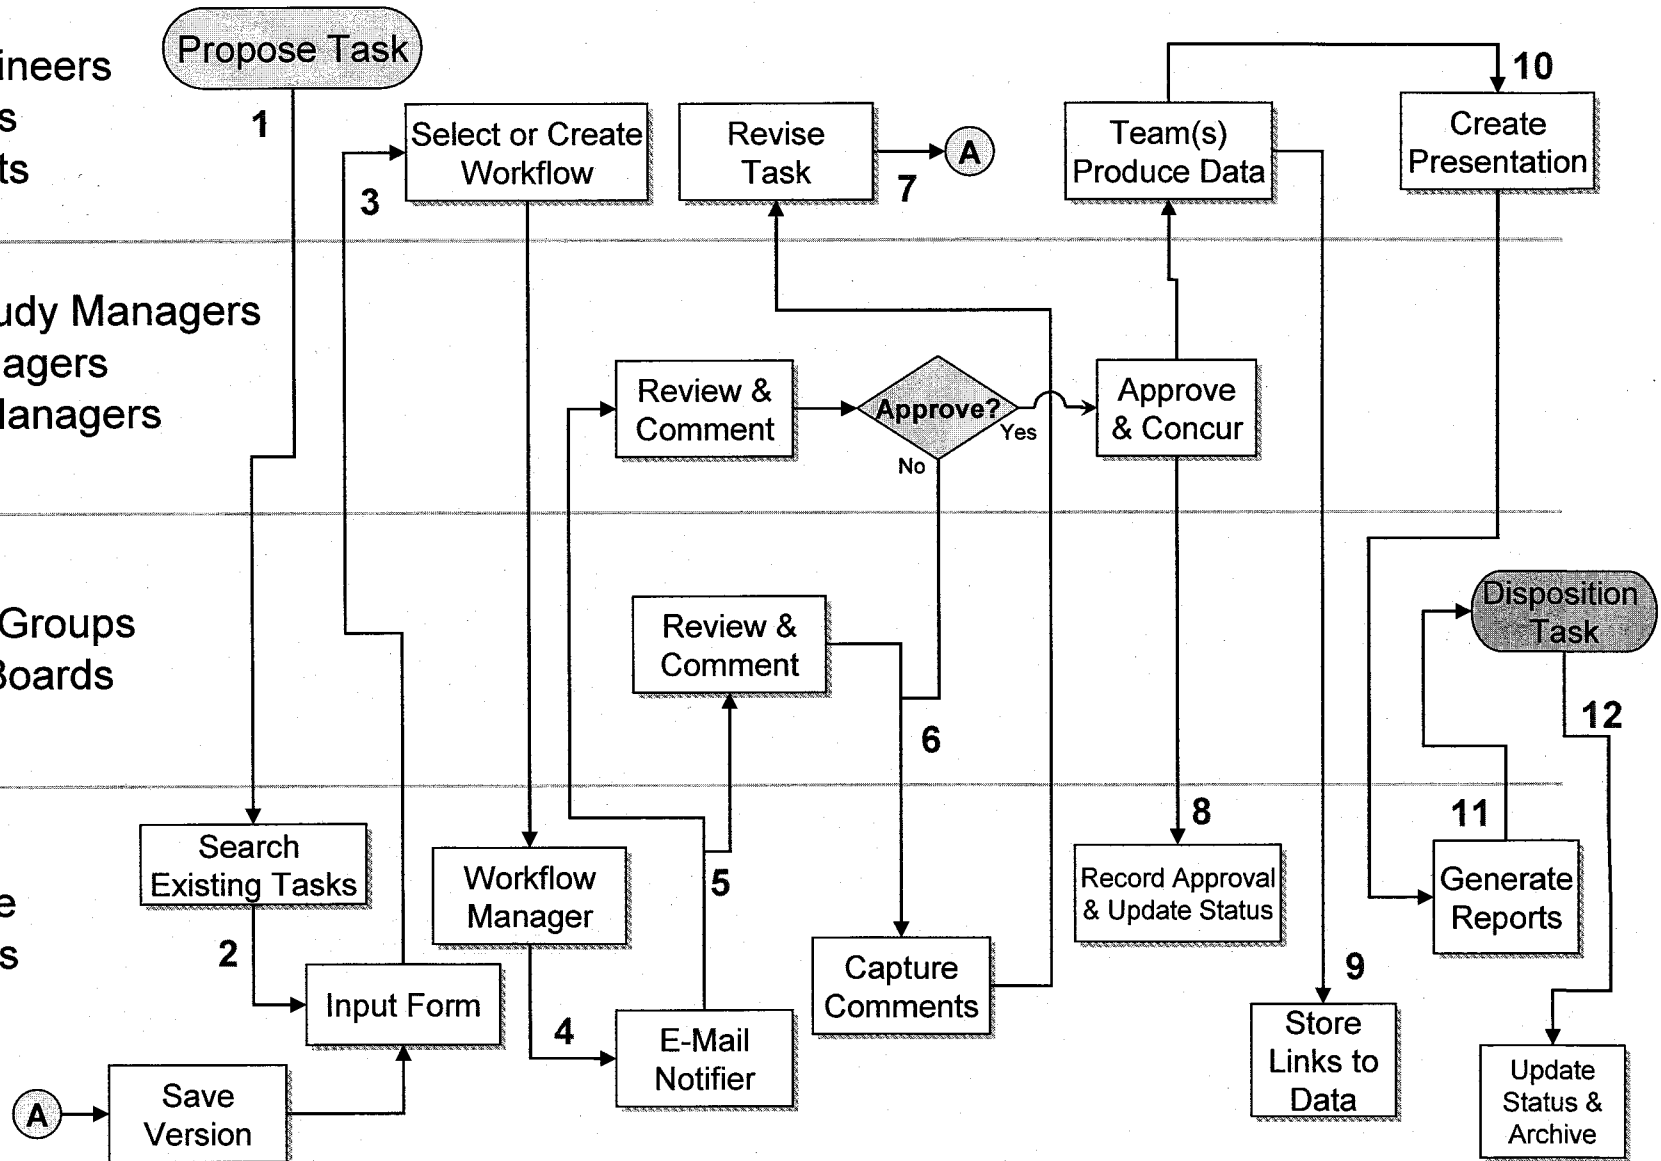 Propose Task
ineers
s
ts
1
3
Select or Create
Workflow
Revise
Task
7
A
Team(s)
Produce Data
10
Create
Presentation
udy Managers
agers
Managers
Review &
Comment
Approve?
Yes
No
Approve
& Concur
Groups
Boards
Review &
Comment
6
Disposition
Task
12
Search
Existing Tasks
2
Input Form
e
s
Workflow
Manager
4
5
E-Mail
Notifier
Capture
Comments
8
Record Approval
& Update Status
9
Store
Links to
Data
11
Generate
Reports
Update
Status &
Archive
A
Save
Version